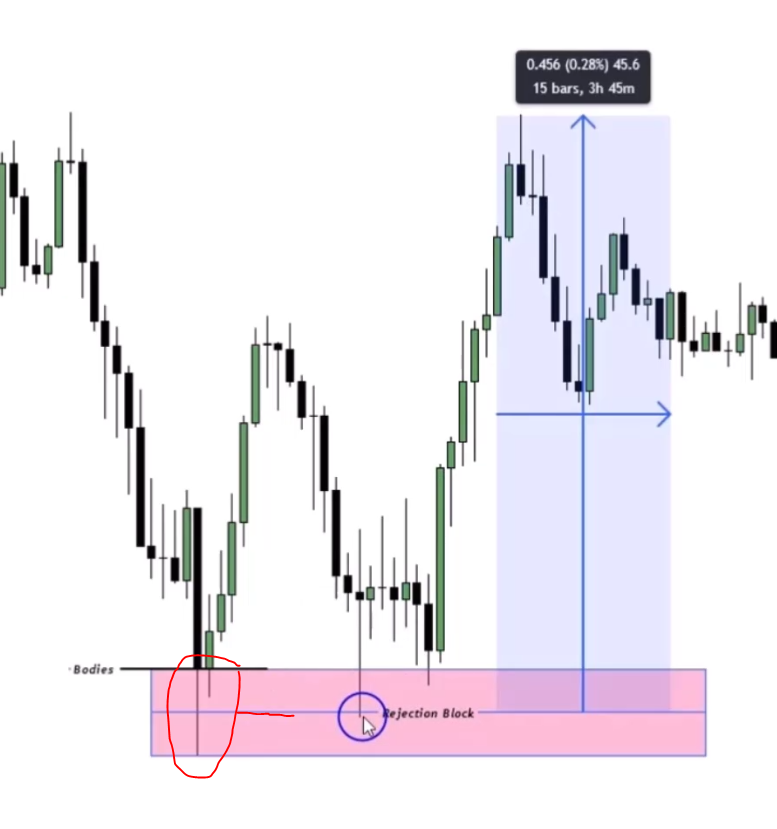 0.456 (0.28%) 45.6
15 bars, 3h 45m
Bodies
Rejection Block